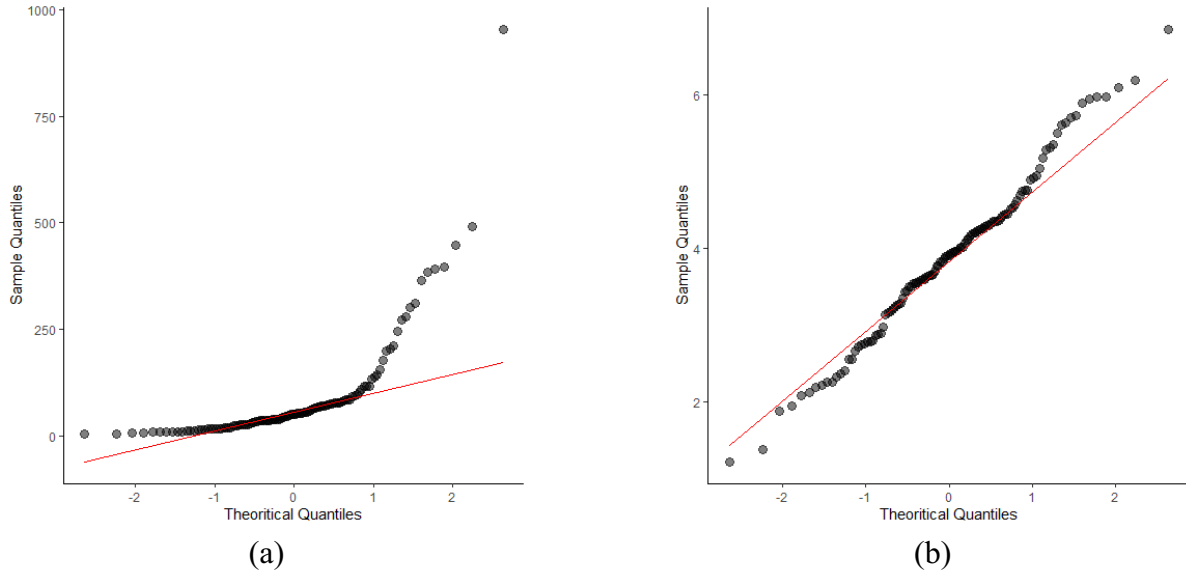 1000
750
500
250
0
Sample Quantiles
-2 -1 0 1 2
Theoritical Quantiles
(a)
6
4
2
Sample Quantiles
-2 -1 0 1 2
Theoritical Quantiles
(b)